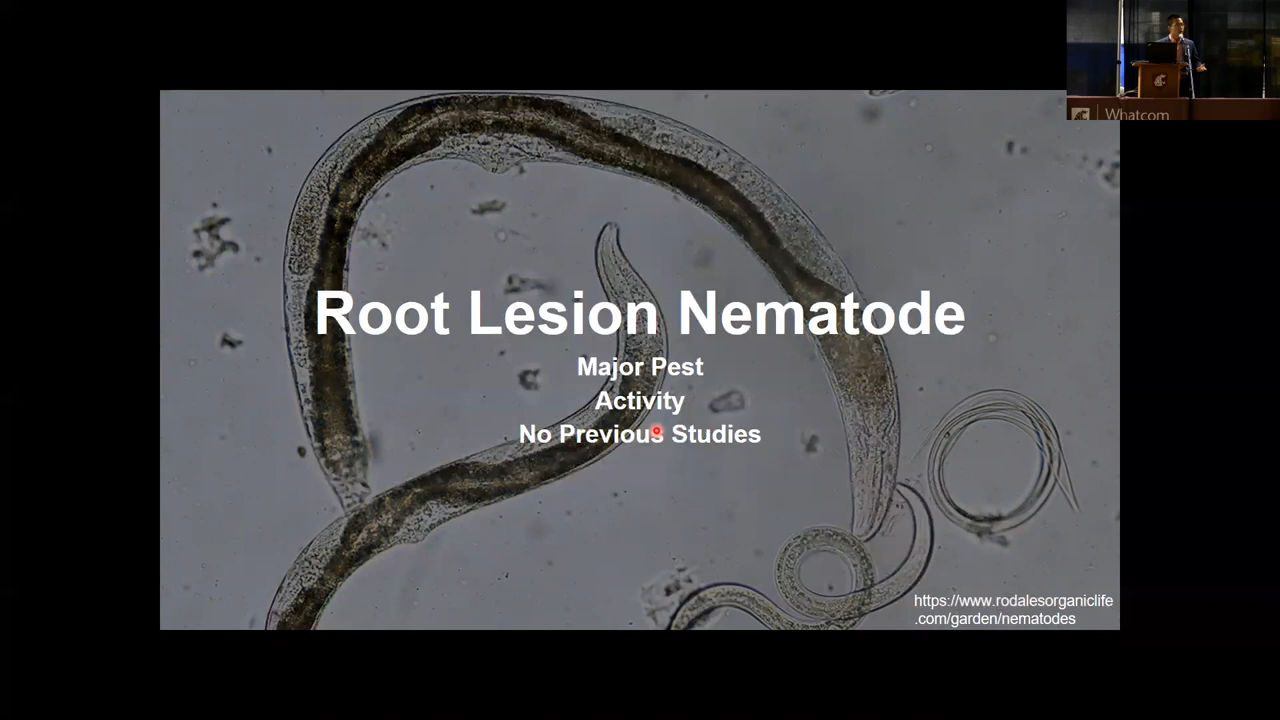 Whatcom
Root Lesion Nematode
Major Pest
Activity
No Previous Studies
https://www.rodalesorganiclife
.com/garden/nematodes